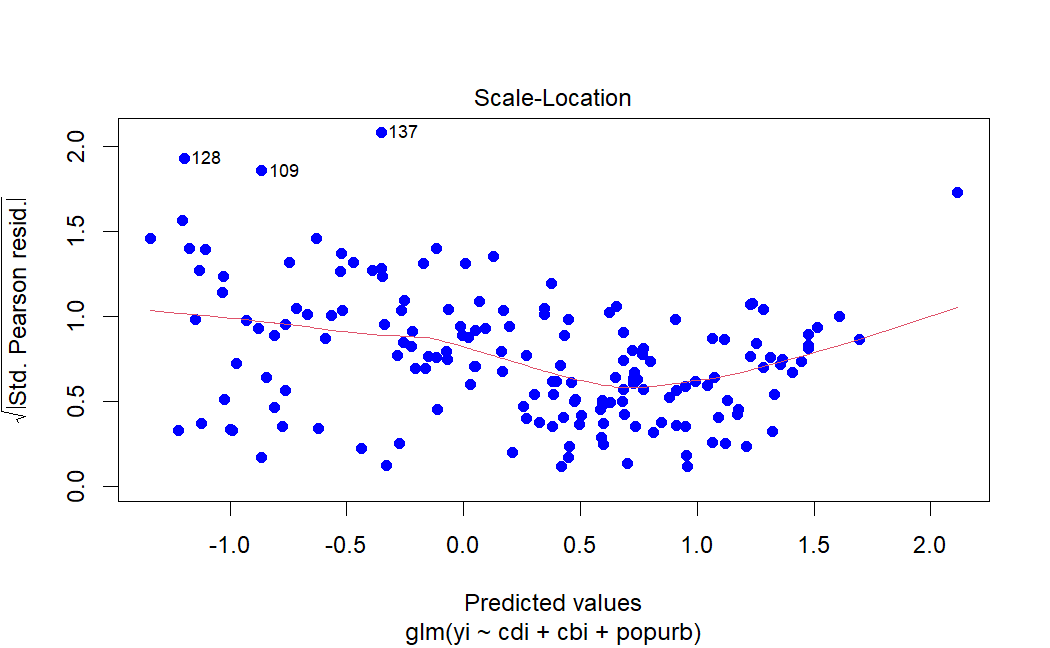 Scale-Location
√|Std. Pearson resid.|
2.0
1.5
1.0
0.5
0.0
137
128
109
-1.0 -0.5 0.0 0.5 1.0 1.5 2.0
Predicted values
glm(yi ~ cdi + cbi + popurb)